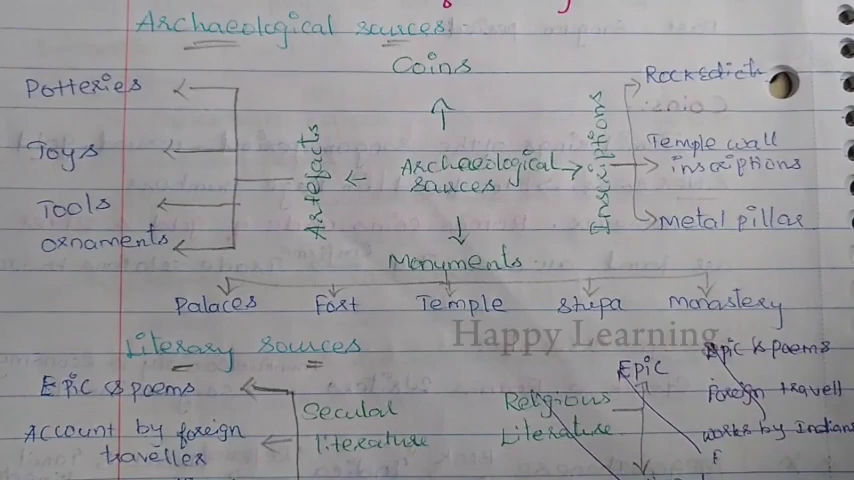 Archaeological sources:
Coins
Potteries
Toys
Tools
ornaments
Artefacts
Archaeological
sources
Inscriptions
Rockedict
Temple wall
inscriptions
Metal pillar
Monuments
Palaces Fort Temple Stupa Monastery
Happy Learning
Literary sources
Epic & poems
Account by foreign
traveller
Secular
literature
Religious
Literature
Epic
Epic & poems
Foreign travell
works by Indians
F